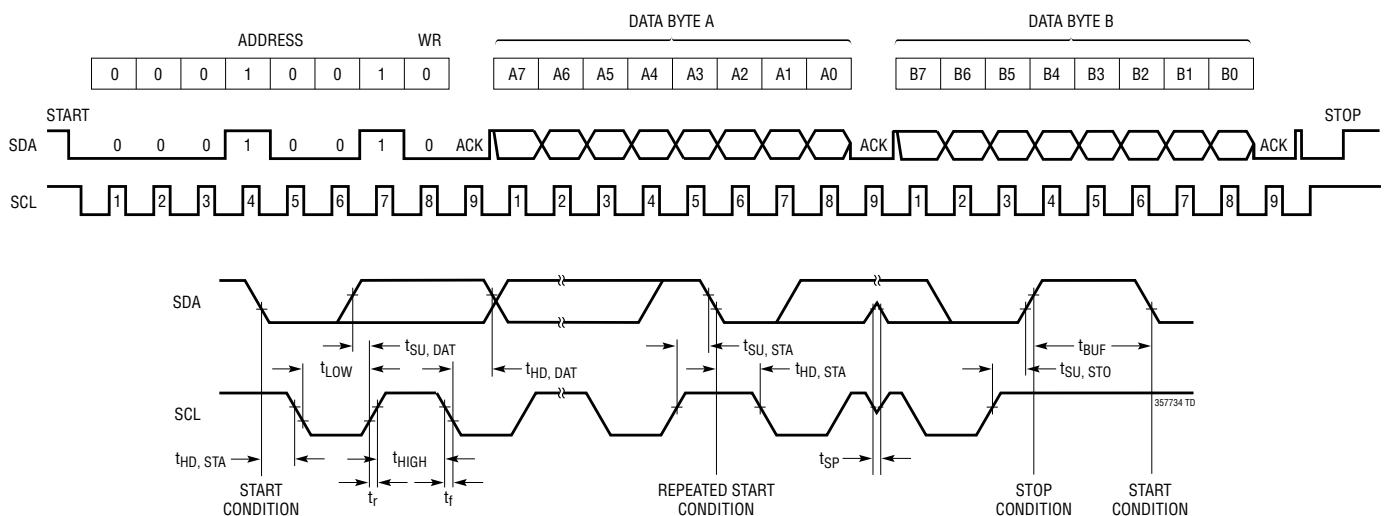 DATA BYTE A DATA BYTE B
ADDRESS WR
0 0 0 1 0 0 1 0 A7 A6 A5 A4 A3 A2 A1 A0 B7 B6 B5 B4 B3 B2 B1 B0
START STOP
SDA 0 0 0 1 0 0 1 0 ACK ACK ACK
SCL 1 2 3 4 5 6 7 8 9 1 2 3 4 5 6 7 8 9 1 2 3 4 5 6 7 8 9
SDA
tSU, DAT tSU, STA tBUF
tLOW tHD, DAT tHD, STA tSU, STO
SCL
357734 TD
tHD, STA tHIGH tSP
tr tf
START CONDITION
REPEATED START CONDITION
STOP CONDITION
START CONDITION